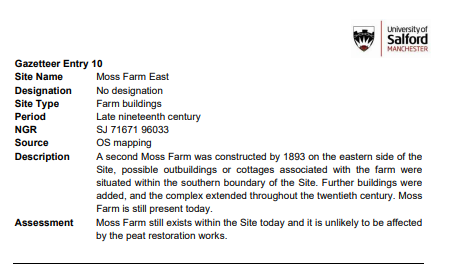 University of
Salford
MANCHESTER
Gazetteer Entry 10
Site Name Moss Farm East
Designation No designation
Site Type Farm buildings
Period Late nineteenth century
NGR SJ 71671 96033
Source OS mapping
Description A second Moss Farm was constructed by 1893 on the eastern side of the
Site, possible outbuildings or cottages associated with the farm were
situated within the southern boundary of the Site. Further buildings were
added, and the complex extended throughout the twentieth century. Moss
Farm is still present today.
Assessment Moss Farm still exists within the Site today and it is unlikely to be affected
by the peat restoration works.